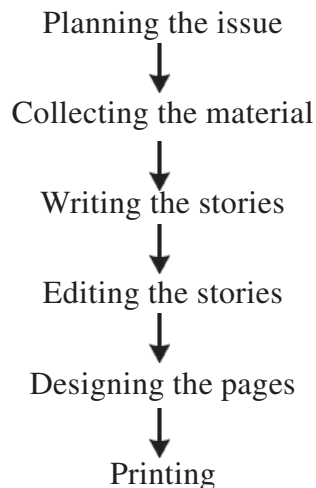 Planning the issue
Collecting the material
Writing the stories
Editing the stories
Designing the pages
Printing